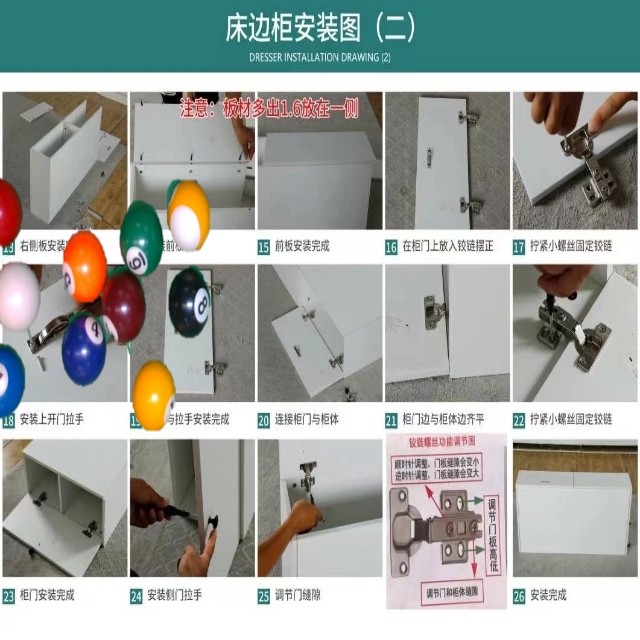 床边柜安装图（二）
DRESSER INSTALLATION DRAWING (2)
注意：板材多出1.6放在一侧
右侧板安装
15 前板安装完成
16 在柜门上放入铰链摆正
17 拧紧小螺丝固定铰链
18 安装上开门拉手
与拉手安装完成
20 连接柜门与柜体
21 柜门边与柜体边齐平
22 拧紧小螺丝固定铰链
铰链螺丝功能调节图
顺时针调整，门板缝隙会变小
逆时针调整，门板缝隙会变大
调节门板高低
调节门和柜体缝隙
23 柜门安装完成
24 安装侧门拉手
25 调节门缝隙
26 安装完成
8